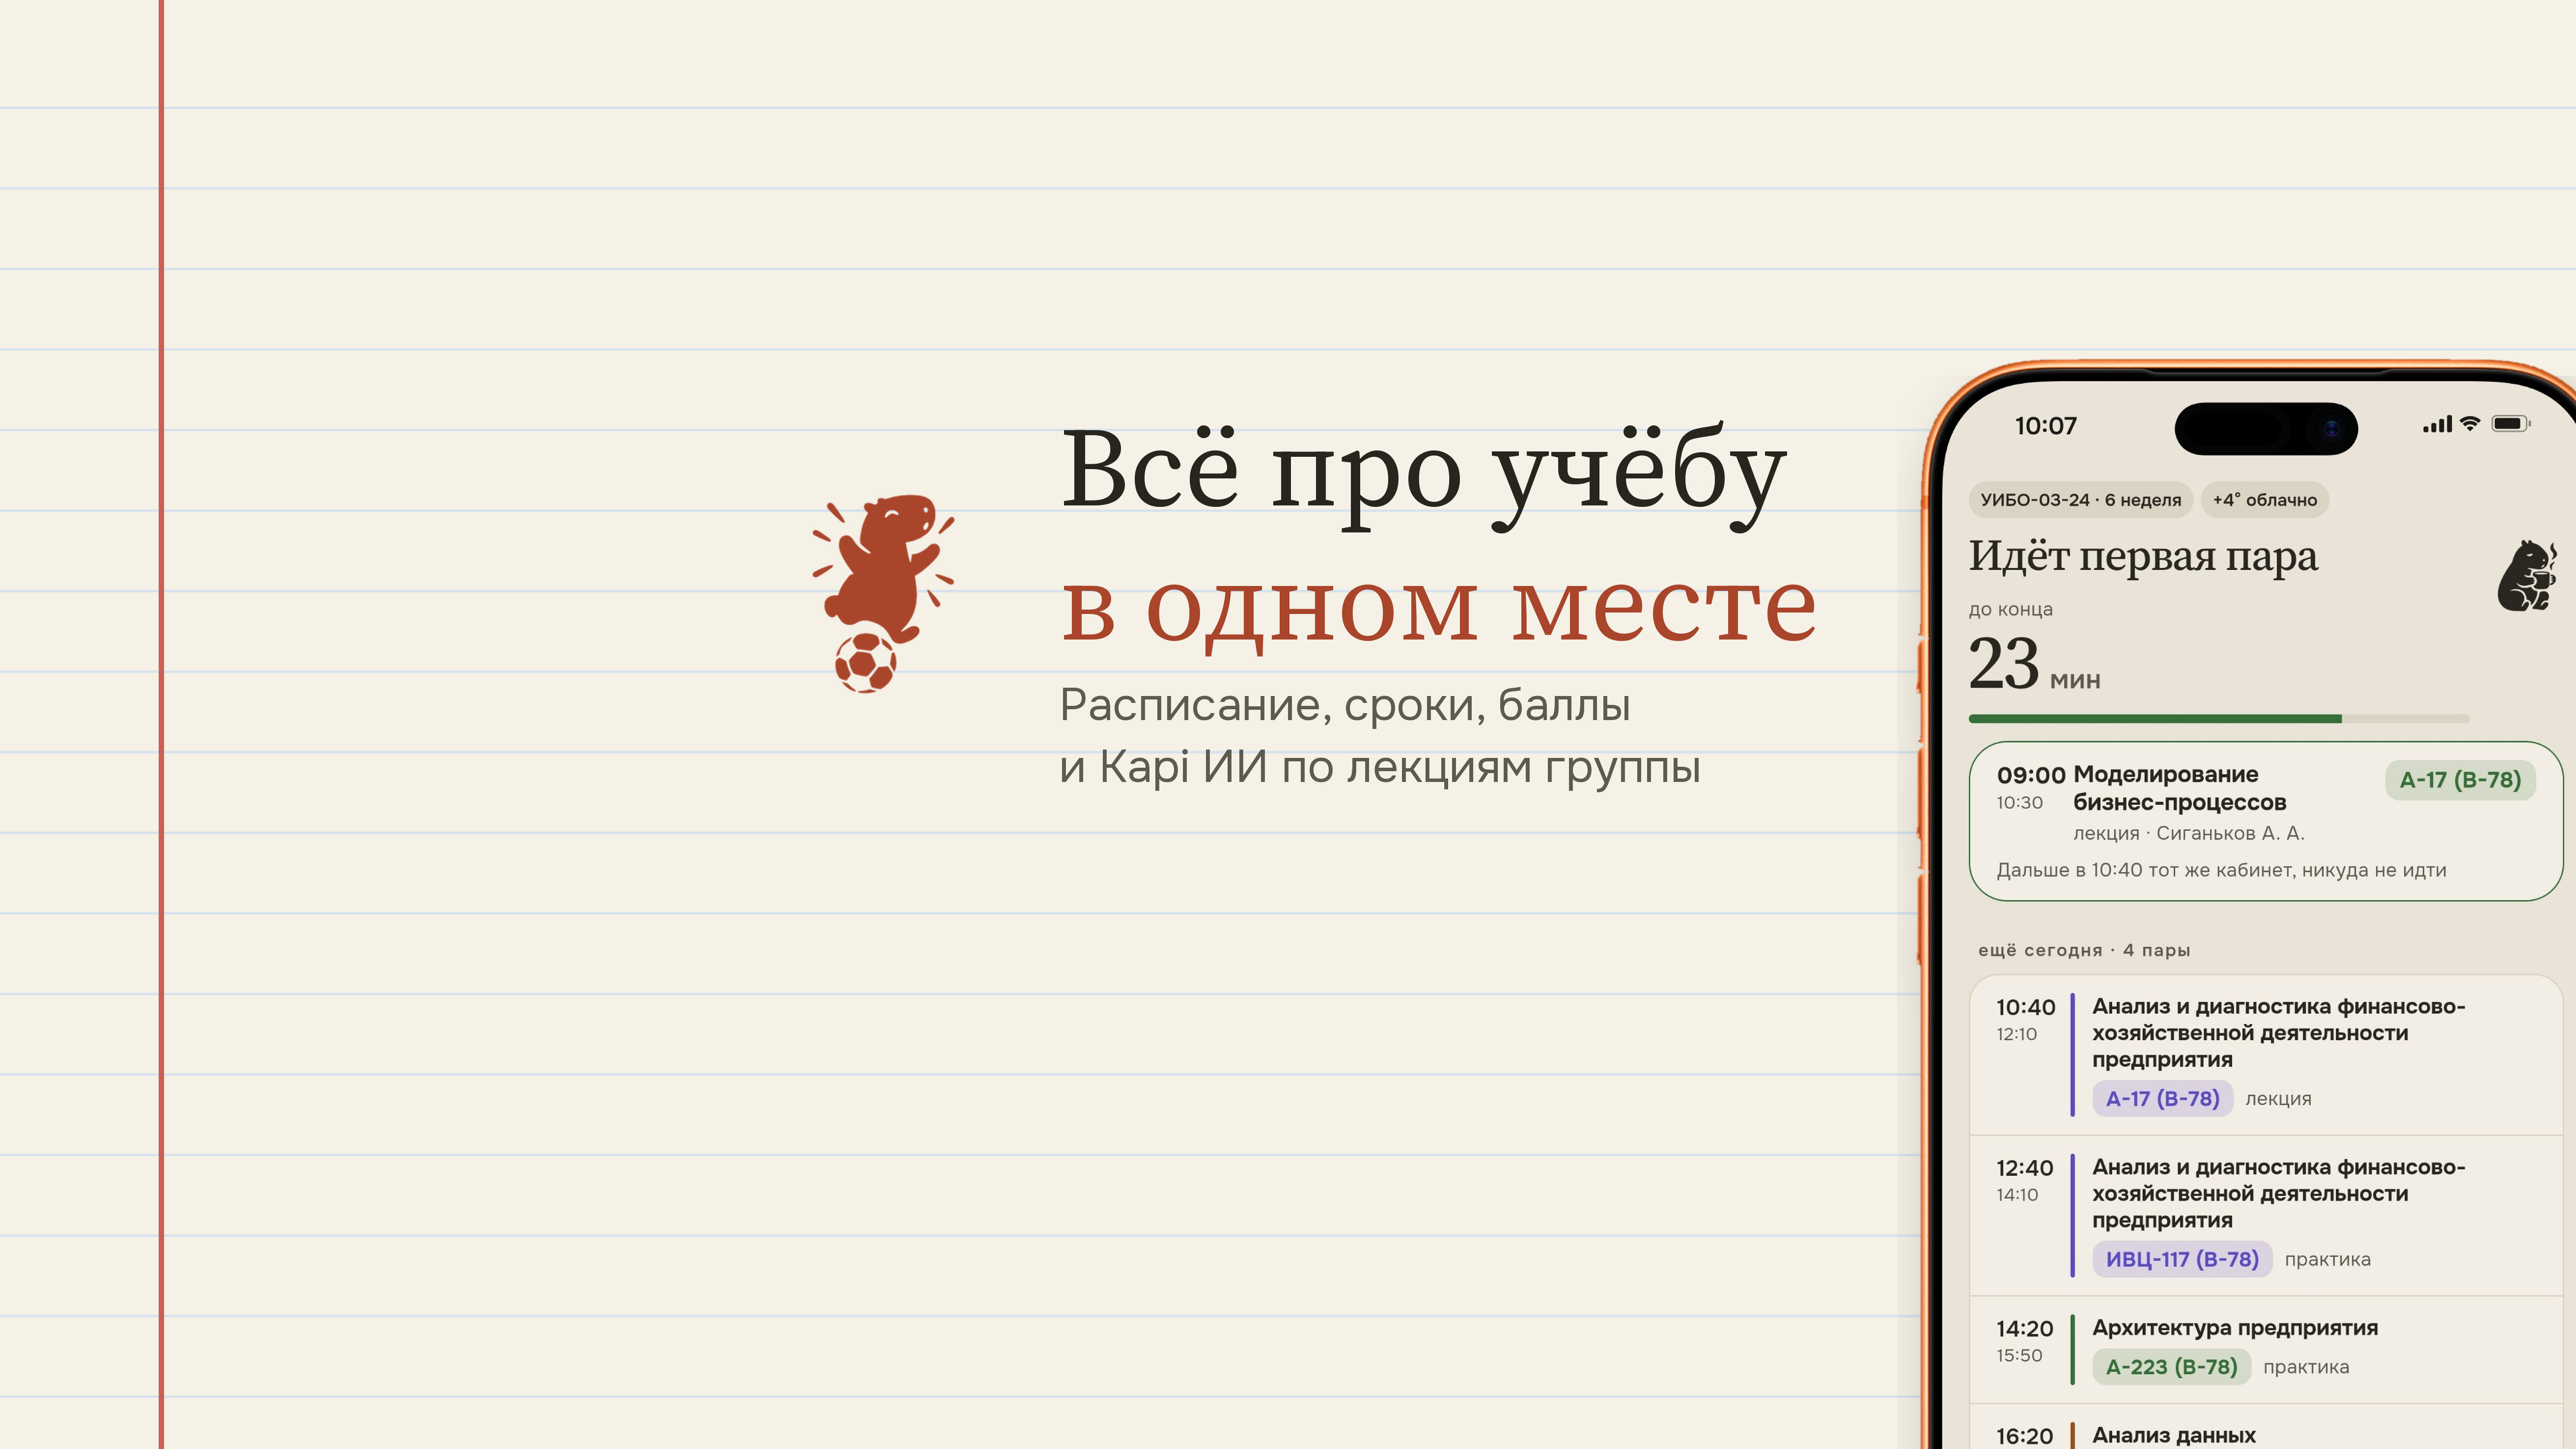 Всё про учёбу
в одном месте
Расписание, сроки, баллы
и Kapi ИИ по лекциям группы
10:07
УИБО-03-24 · 6 неделя
+4° облачно
Идёт первая пара
до конца
23 мин
09:00 Моделирование А-17 (В-78)
10:30 бизнес-процессов
лекция · Сиганьков А. А.
Дальше в 10:40 тот же кабинет, никуда не идти
ещё сегодня · 4 пары
10:40 Анализ и диагностика финансово-
12:10 хозяйственной деятельности
предприятия
А-17 (В-78) лекция
12:40 Анализ и диагностика финансово-
14:10 хозяйственной деятельности
предприятия
ИВЦ-117 (В-78) практика
14:20 Архитектура предприятия
15:50
А-223 (В-78) практика
16:20 Анализ данных